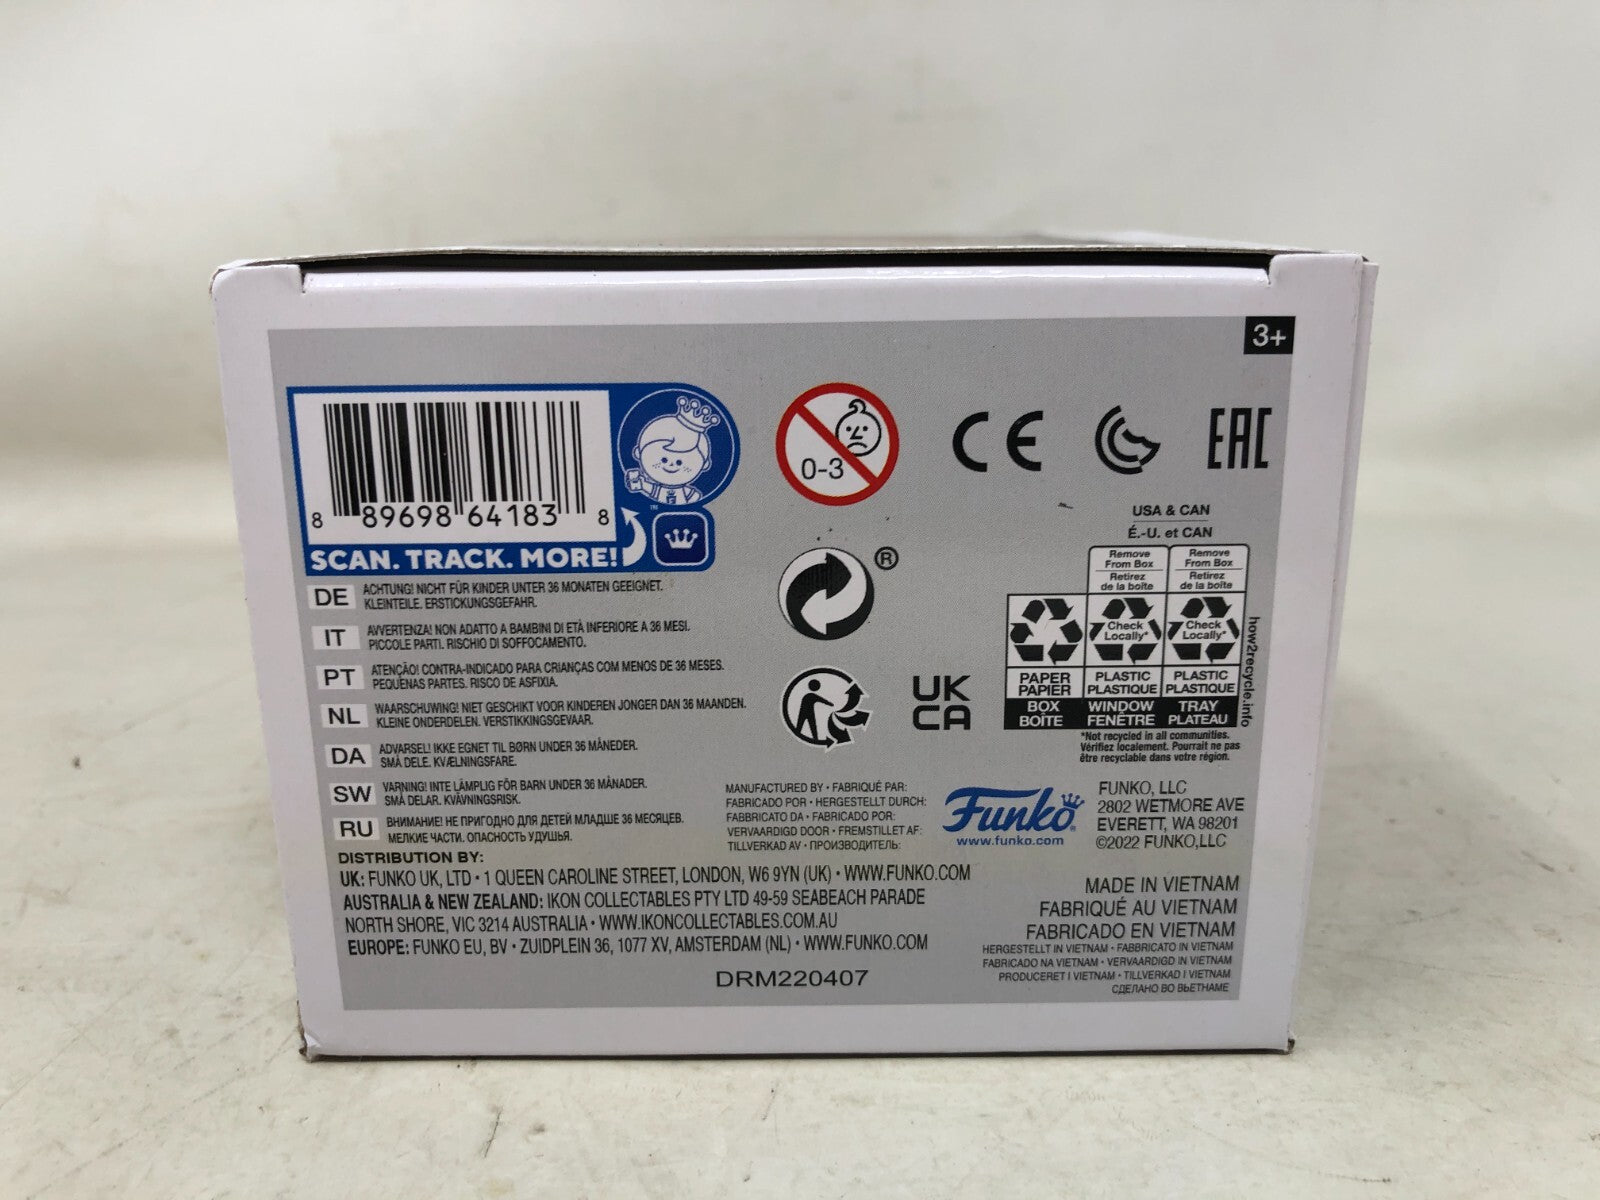 3+
8 89698 64183 8
SCAN. TRACK. MORE!
™
0-3
CE
EAC
®
UK
CA
USA & CAN
É.-U. et CAN
Remove From Box
Retirez de la boîte
Remove From Box
Retirez de la boîte
Check Locally*
Check Locally*
PAPER PAPIER
PLASTIC PLASTIQUE
PLASTIC PLASTIQUE
BOX BOÎTE
WINDOW FENÊTRE
TRAY PLATEAU
how2recycle.info
*Not recycled in all communities.
Vérifiez localement. Pourrait ne pas
être recyclable dans votre région.
DE ACHTUNG! NICHT FÜR KINDER UNTER 36 MONATEN GEEIGNET.
KLEINTEILE. ERSTICKUNGSGEFAHR.
IT AVVERTENZA! NON ADATTO A BAMBINI DI ETÀ INFERIORE A 36 MESI.
PICCOLE PARTI. RISCHIO DI SOFFOCAMENTO.
PT ATENÇÃO! CONTRA-INDICADO PARA CRIANÇAS COM MENOS DE 36 MESES.
PEQUENAS PARTES. RISCO DE ASFIXIA.
NL WAARSCHUWING! NIET GESCHIKT VOOR KINDEREN JONGER DAN 36 MAANDEN.
KLEINE ONDERDELEN. VERSTIKKINGSGEVAAR.
DA ADVARSEL! IKKE EGNET TIL BØRN UNDER 36 MÅNEDER.
SMÅ DELE. KVÆLNINGSFARE.
SW VARNING! INTE LÄMPLIG FÖR BARN UNDER 36 MÅNADER.
SMÅ DELAR. KVÄVNINGSRISK.
RU ВНИМАНИЕ! НЕ ПРИГОДНО ДЛЯ ДЕТЕЙ МЛАДШЕ 36 МЕСЯЦЕВ.
МЕЛКИЕ ЧАСТИ. ОПАСНОСТЬ УДУШЬЯ.
MANUFACTURED BY • FABRIQUÉ PAR:
FABRICADO POR • HERGESTELLT DURCH:
FABBRICATO DA • FABRICADO POR:
VERVAARDIGD DOOR • FREMSTILLET AF:
TILLVERKAD AV • ПРОИЗВОДИТЕЛЬ:
Funko®
www.funko.com
FUNKO, LLC
2802 WETMORE AVE
EVERETT, WA 98201
©2022 FUNKO,LLC
DISTRIBUTION BY:
UK: FUNKO UK, LTD • 1 QUEEN CAROLINE STREET, LONDON, W6 9YN (UK) • WWW.FUNKO.COM
AUSTRALIA & NEW ZEALAND: IKON COLLECTABLES PTY LTD 49-59 SEABEACH PARADE
NORTH SHORE, VIC 3214 AUSTRALIA • WWW.IKONCOLLECTABLES.COM.AU
EUROPE: FUNKO EU, BV • ZUIDPLEIN 36, 1077 XV, AMSTERDAM (NL) • WWW.FUNKO.COM
DRM220407
MADE IN VIETNAM
FABRIQUÉ AU VIETNAM
FABRICADO EN VIETNAM
HERGESTELLT IN VIETNAM • FABBRICATO IN VIETNAM
FABRICADO NA VIETNAM • VERVAARDIGD IN VIETNAM
PRODUCERET I VIETNAM • TILLVERKAD I VIETNAM
СДЕЛАНО ВО ВЬЕТНАМЕ